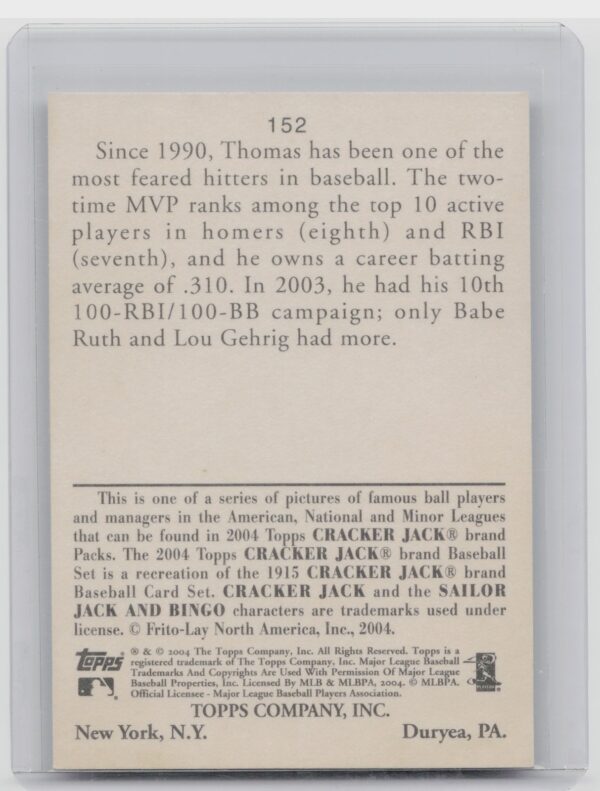 152
Since 1990, Thomas has been one of the
most feared hitters in baseball. The two-
time MVP ranks among the top 10 active
players in homers (eighth) and RBI
(seventh), and he owns a career batting
average of .310. In 2003, he had his 10th
100-RBI/100-BB campaign; only Babe
Ruth and Lou Gehrig had more.
This is one of a series of pictures of famous ball players
and managers in the American, National and Minor Leagues
that can be found in 2004 Topps CRACKER JACK® brand
Packs. The 2004 Topps CRACKER JACK® brand Baseball
Set is a recreation of the 1915 CRACKER JACK® brand
Baseball Card Set. CRACKER JACK and the SAILOR
JACK AND BINGO characters are trademarks used under
license. © Frito-Lay North America, Inc., 2004.
Topps
® & © 2004 The Topps Company, Inc. All Rights Reserved. Topps is a
registered trademark of The Topps Company, Inc. Major League Baseball
Trademarks And Copyrights Are Used With Permission Of Major League
Baseball Properties, Inc. Licensed By MLB & MLBPA, 2004. © MLBPA,
Official Licensee - Major League Baseball Players Association.
TOPPS COMPANY, INC.
New York, N.Y. Duryea, PA.